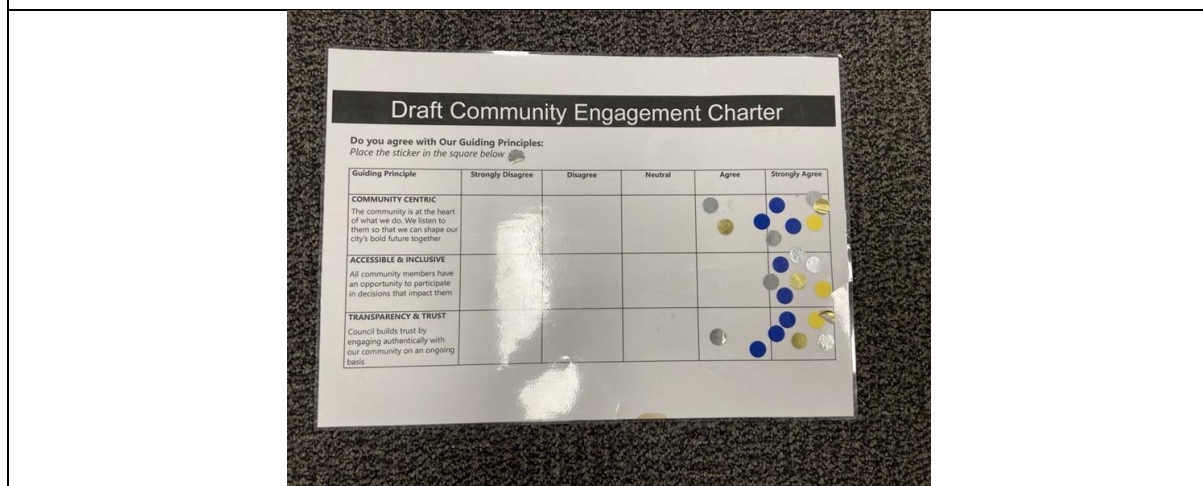 Draft Community Engagement Charter
Do you agree with Our Guiding Principles:
Place the sticker in the square below
Guiding Principle Strongly Disagree Disagree Neutral Agree Strongly Agree
COMMUNITY CENTRIC
The community is at the heart
of what we do. We listen to
them so that we can shape our
city's bold future together
ACCESSIBLE & INCLUSIVE
All community members have
an opportunity to participate
in decisions that impact them
TRANSPARENCY & TRUST
Council builds trust by
engaging authentically with
our community on an ongoing
basis